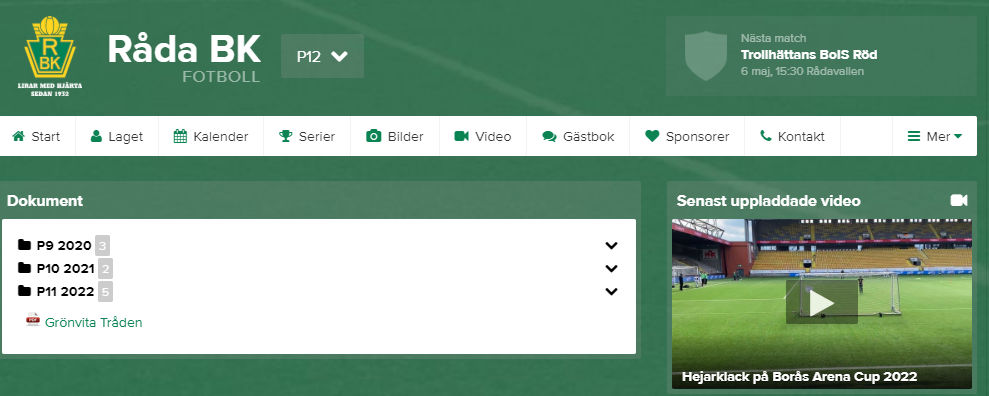 R
BK
LIRAR MED HJÄRTA
SEDAN 1932
Råda BK
FOTBOLL
P12
Nästa match
Trollhättans BoIS Röd
6 maj, 15:30 Rådavallen
Start
Laget
Kalender
Serier
Bilder
Video
Gästbok
Sponsorer
Kontakt
Mer
Dokument
P9 2020 3
P10 2021 2
P11 2022 5
PDF
Grönvita Tråden
Senast uppladdade video
Hejarklack på Borås Arena Cup 2022